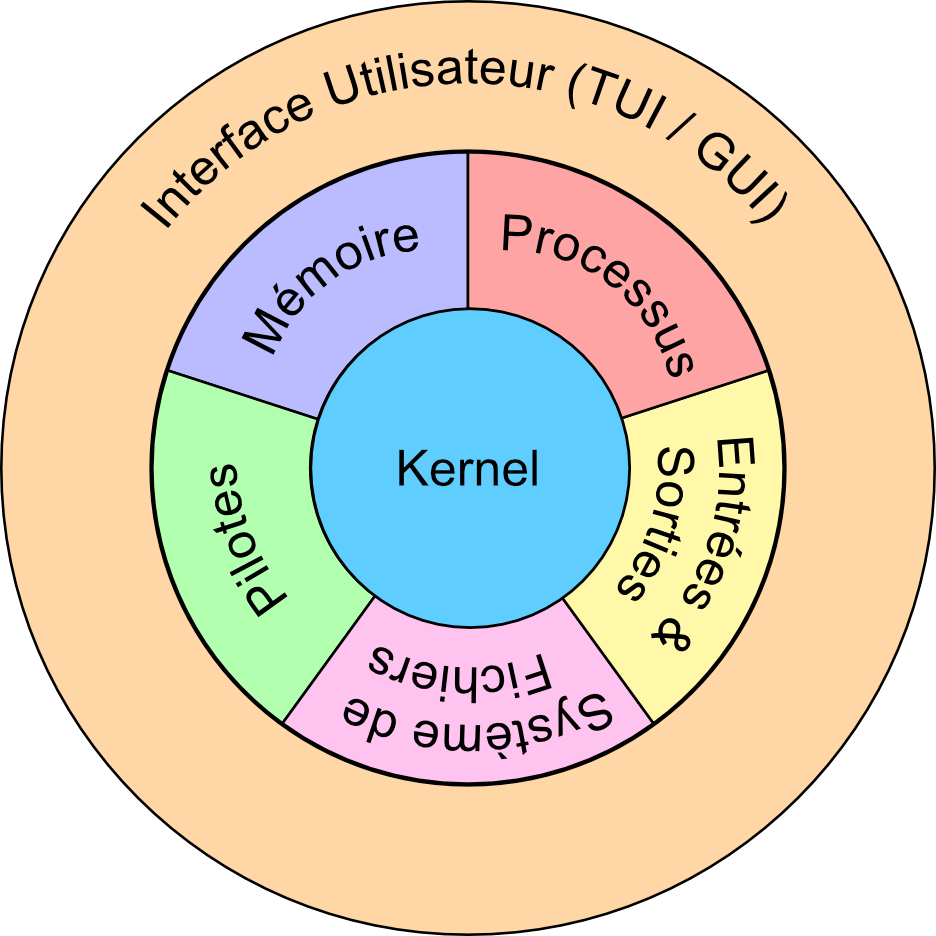 Interface Utilisateur (TUI / GUI)
Mémoire
Processus
Kernel
Entrées &
Sorties
Pilotes
Système de
Fichiers